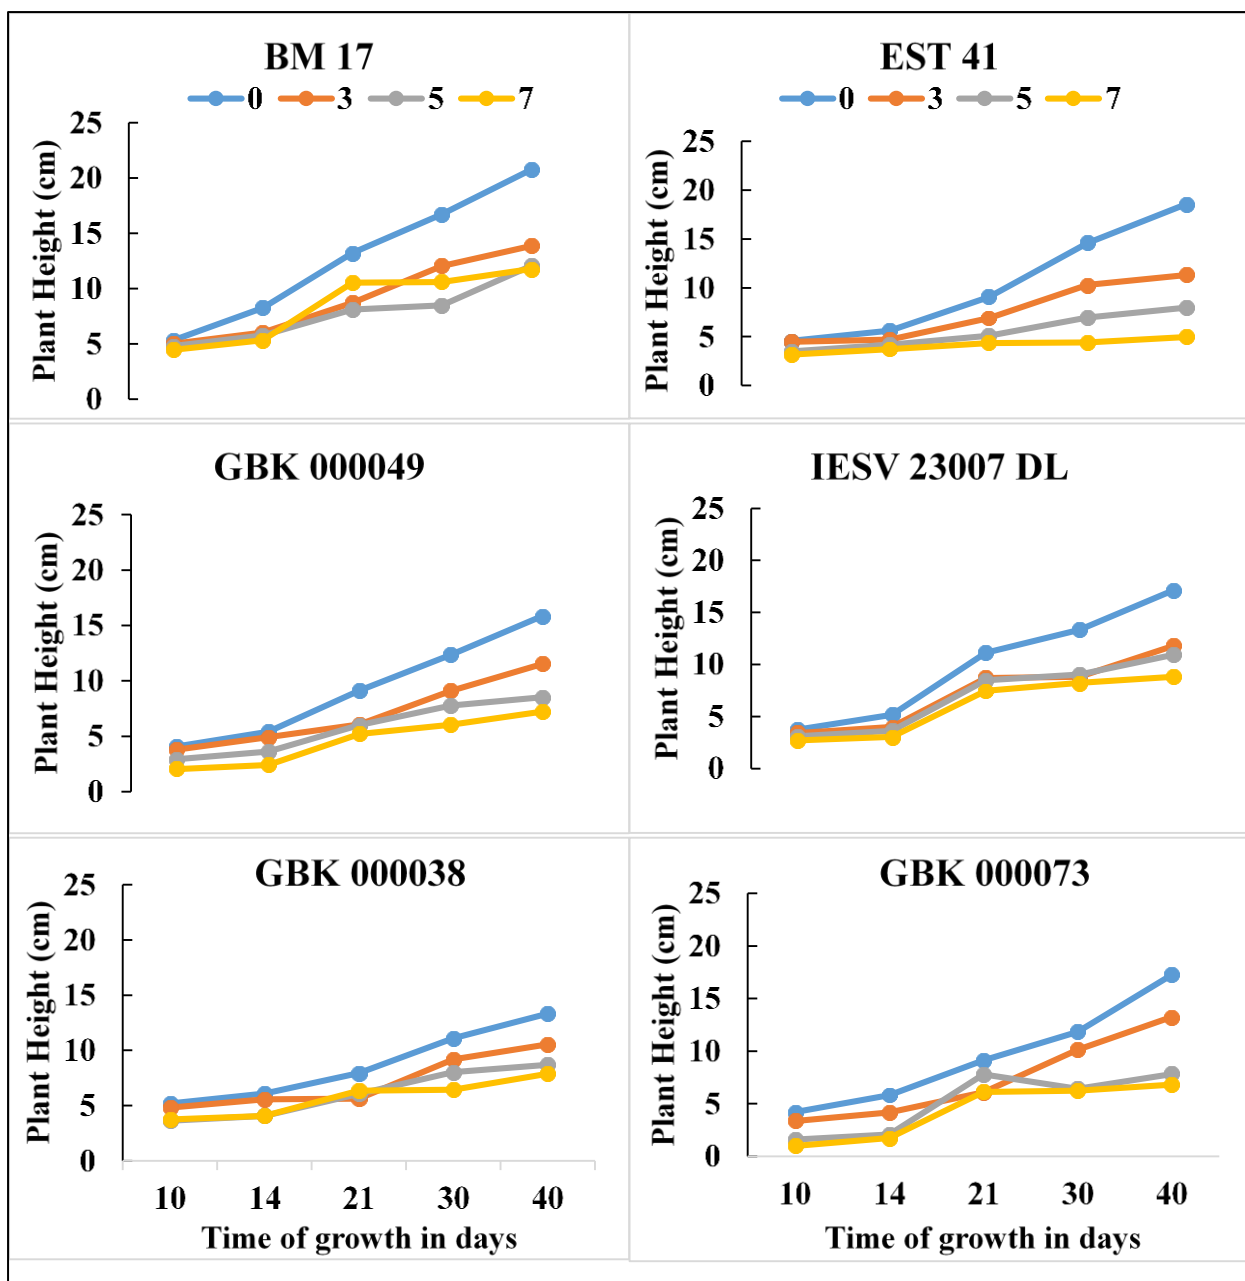 BM 17
0 3 5 7
Plant Height (cm)
25
20
15
10
5
0
EST 41
0 3 5 7
Plant Height (cm)
25
20
15
10
5
0
GBK 000049
Plant Height (cm)
25
20
15
10
5
0
IESV 23007 DL
Plant Height (cm)
25
20
15
10
5
0
GBK 000038
Plant Height (cm)
25
20
15
10
5
0
10 14 21 30 40
Time of growth in days
GBK 000073
Plant Height (cm)
25
20
15
10
5
0
10 14 21 30 40
Time of growth in days